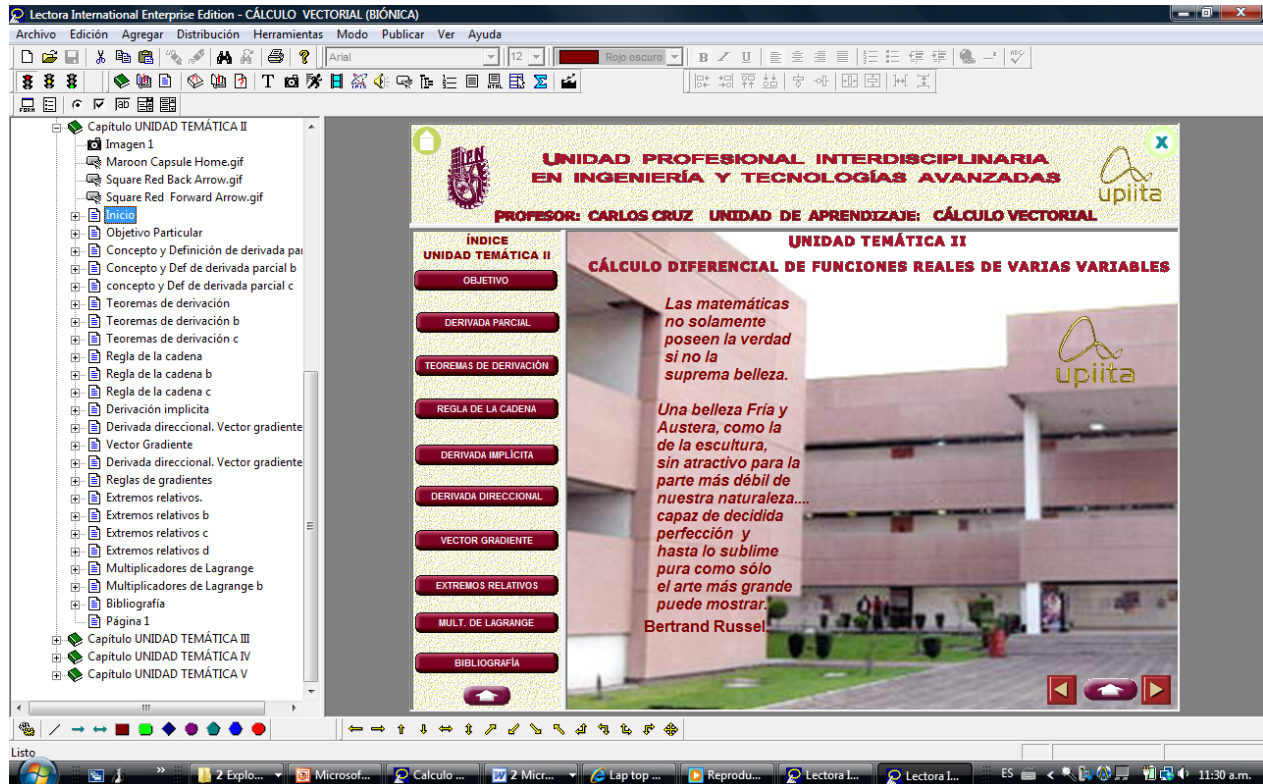 Lectora International Enterprise Edition - CÁLCULO VECTORIAL (BIÓNICA)
Archivo Edición Agregar Distribución Herramientas Modo Publicar Ver Ayuda
Arial 12 Rojo oscuro B Z U
Capítulo UNIDAD TEMÁTICA II
Imagen 1
Maroon Capsule Home.gif
Square Red Back Arrow.gif
Square Red Forward Arrow.gif
Inicio
Objetivo Particular
Concepto y Definición de derivada par
Concepto y Def de derivada parcial b
concepto y Def de derivada parcial c
Teoremas de derivación
Teoremas de derivación b
Teoremas de derivación c
Regla de la cadena
Regla de la cadena b
Regla de la cadena c
Derivación implicita
Derivada direccional. Vector gradiente
Vector Gradiente
Derivada direccional. Vector gradiente
Reglas de gradientes
Extremos relativos.
Extremos relativos b
Extremos relativos c
Extremos relativos d
Multiplicadores de Lagrange
Multiplicadores de Lagrange b
Bibliografía
Página 1
Capítulo UNIDAD TEMÁTICA III
Capítulo UNIDAD TEMÁTICA IV
Capítulo UNIDAD TEMÁTICA V
IPN
UNIDAD PROFESIONAL INTERDISCIPLINARIA
EN INGENIERÍA Y TECNOLOGÍAS AVANZADAS
PROFESOR: CARLOS CRUZ UNIDAD DE APRENDIZAJE: CÁLCULO VECTORIAL
X
upiita
ÍNDICE
UNIDAD TEMÁTICA II
OBJETIVO
DERIVADA PARCIAL
TEOREMAS DE DERIVACIÓN
REGLA DE LA CADENA
DERIVADA IMPLÍCITA
DERIVADA DIRECCIONAL
VECTOR GRADIENTE
EXTREMOS RELATIVOS
MULT. DE LAGRANGE
BIBLIOGRAFÍA
UNIDAD TEMÁTICA II
CÁLCULO DIFERENCIAL DE FUNCIONES REALES DE VARIAS VARIABLES
Las matemáticas
no solamente
poseen la verdad
si no la
suprema belleza.
Una belleza Fría y
Austera, como la
de la escultura,
sin atractivo para la
parte más débil de
nuestra naturaleza....
capaz de decidida
perfección y
hasta lo sublime
pura como sólo
el arte más grande
puede mostrar.
Bertrand Russel.
upiita
Listo
2 Explo... Microsof... Calculo ... 2 Micr... Lap top ... Reprodu... Lectora I... Lectora I... ES 11:30 a.m.